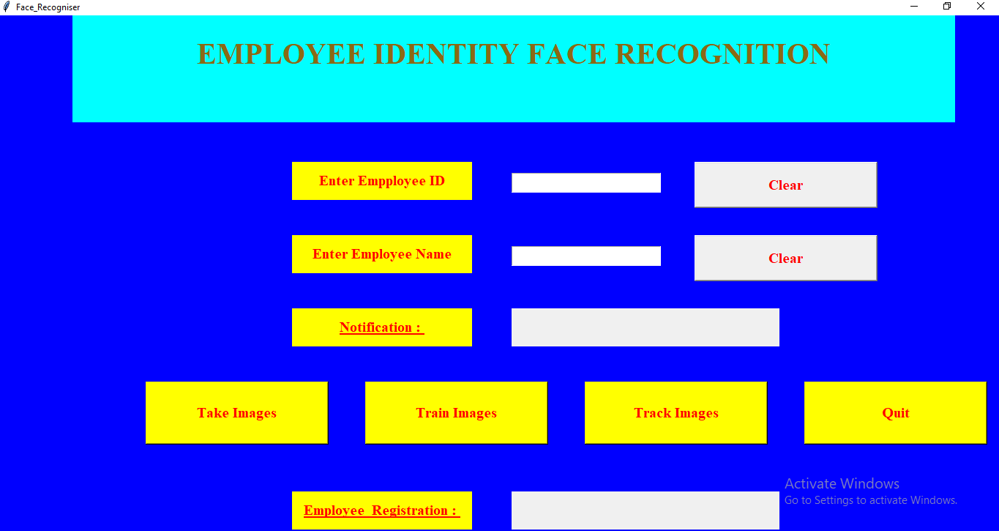 Face_Recogniser
EMPLOYEE IDENTITY FACE RECOGNITION
Enter Empployee ID
Clear
Enter Employee Name
Clear
Notification :
Take Images
Train Images
Track Images
Quit
Activate Windows
Go to Settings to activate Windows.
Employee Registration :